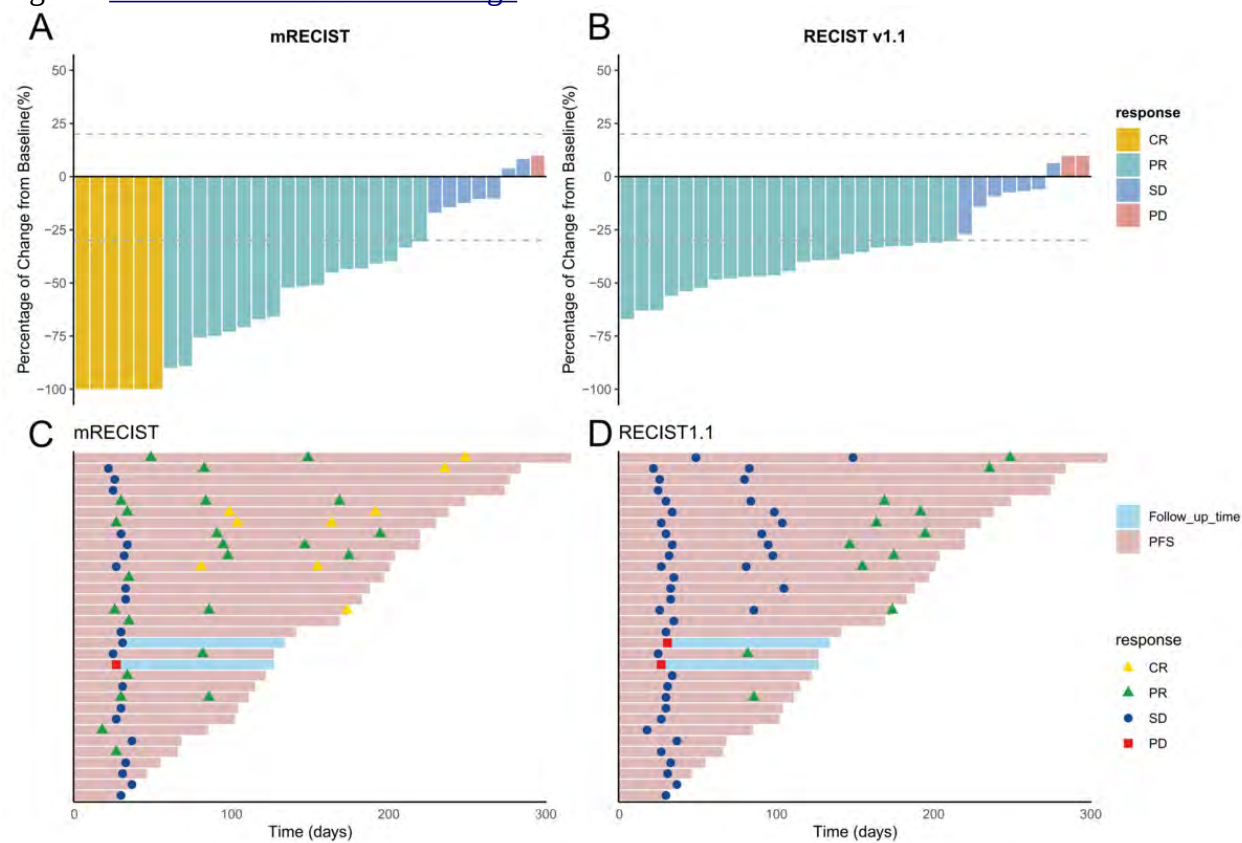 A
mRECIST
Percentage of Change from Baseline(%)
50
25
0
−25
−50
−75
−100
B
RECIST v1.1
Percentage of Change from Baseline(%)
50
25
0
−25
−50
−75
−100
response
CR
PR
SD
PD
C
mRECIST
0
100
200
300
Time (days)
D
RECIST1.1
0
100
200
300
Time (days)
Follow_up_time
PFS
response
CR
PR
SD
PD